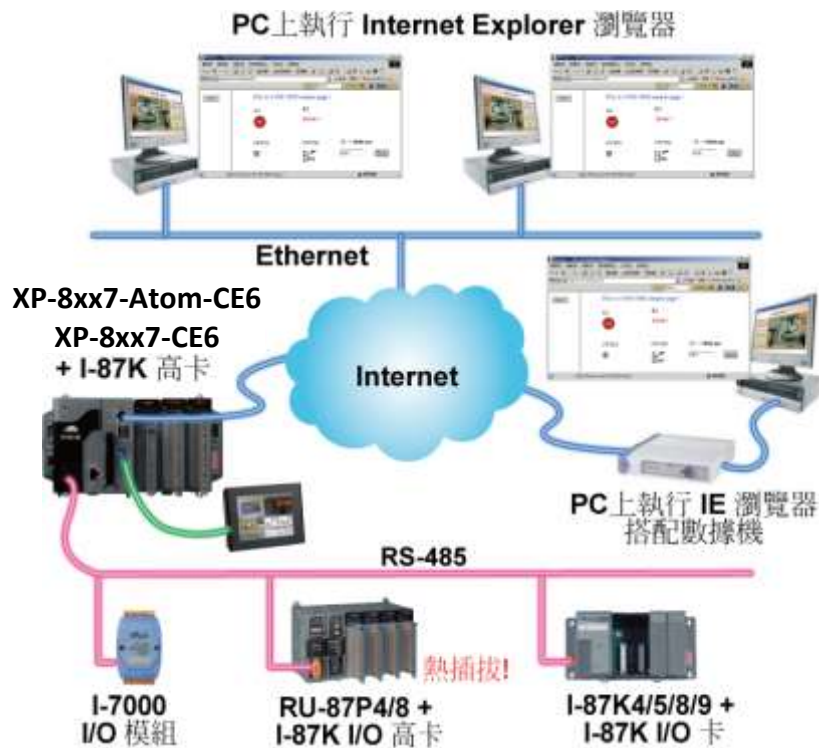 PC上執行 Internet Explorer 瀏覽器
Ethernet
XP-8xx7-Atom-CE6
XP-8xx7-CE6
+ I-87K 高卡
Internet
PC上執行 IE 瀏覽器
搭配數據機
RS-485
熱插拔!
I-7000
I/O 模組
RU-87P4/8 +
I-87K I/O 高卡
I-87K4/5/8/9 +
I-87K I/O 卡